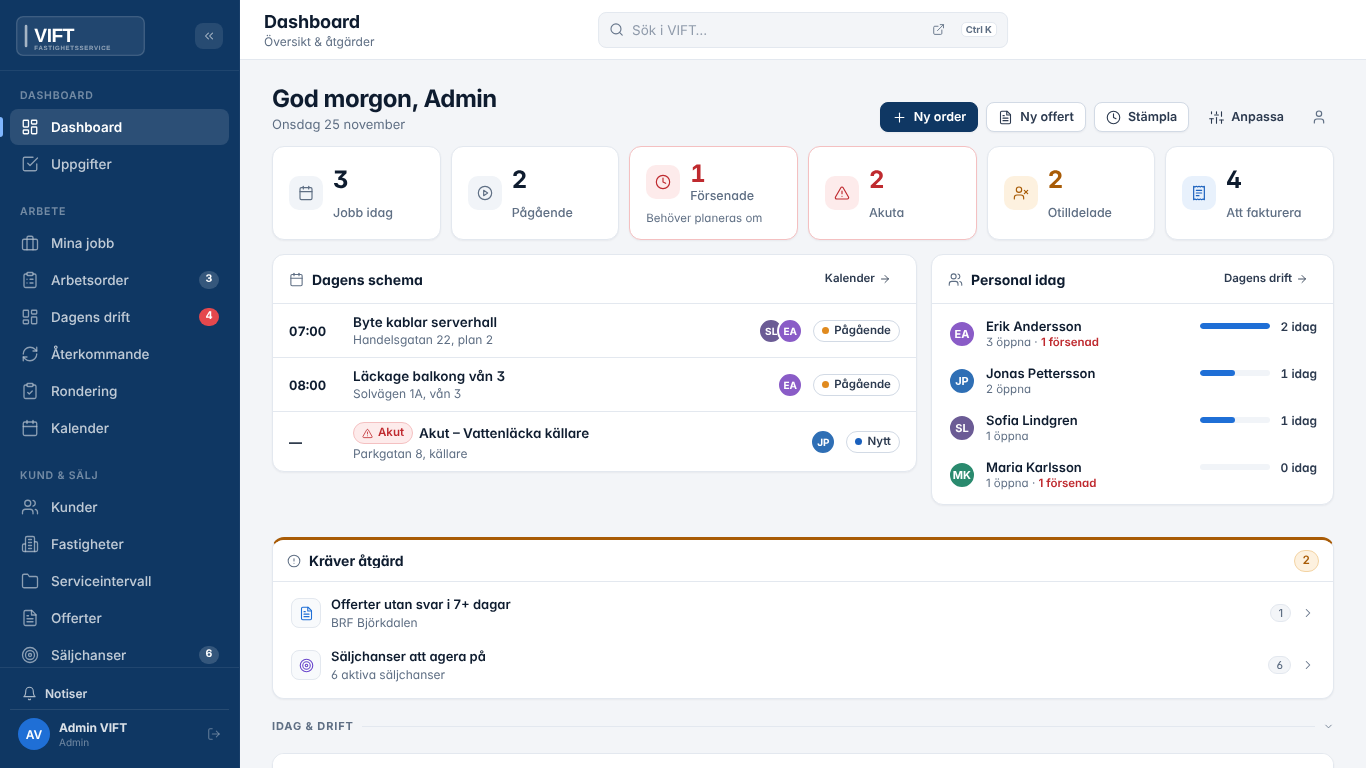 VIFT
FASTIGHETSSERVICE
DASHBOARD
Dashboard
Uppgifter
ARBETE
Mina jobb
Arbetsorder 3
Dagens drift 4
Återkommande
Rondering
Kalender
KUND & SÄLJ
Kunder
Fastigheter
Serviceintervall
Offerter
Säljchanser 6
Notiser
AV Admin VIFT
Admin
Dashboard
Översikt & åtgärder
Sök i VIFT... Ctrl K
God morgon, Admin
Onsdag 25 november
Ny order Ny offert Stämpla Anpassa
3
Jobb idag
2
Pågående
1
Försenade
Behöver planeras om
2
Akuta
2
Otilldelade
4
Att fakturera
Dagens schema Kalender →
07:00 Byte kablar serverhall SL EA Pågående
Handelsgatan 22, plan 2
08:00 Läckage balkong vån 3 EA Pågående
Solvägen 1A, vån 3
— Akut Akut – Vattenläcka källare JP Nytt
Parkgatan 8, källare
Personal idag Dagens drift →
EA Erik Andersson 2 idag
3 öppna · 1 försenad
JP Jonas Pettersson 1 idag
2 öppna
SL Sofia Lindgren 1 idag
1 öppna
MK Maria Karlsson 0 idag
1 öppna · 1 försenad
Kräver åtgärd 2
Offerter utan svar i 7+ dagar 1
BRF Björkdalen
Säljchanser att agera på 6
6 aktiva säljchanser
IDAG & DRIFT